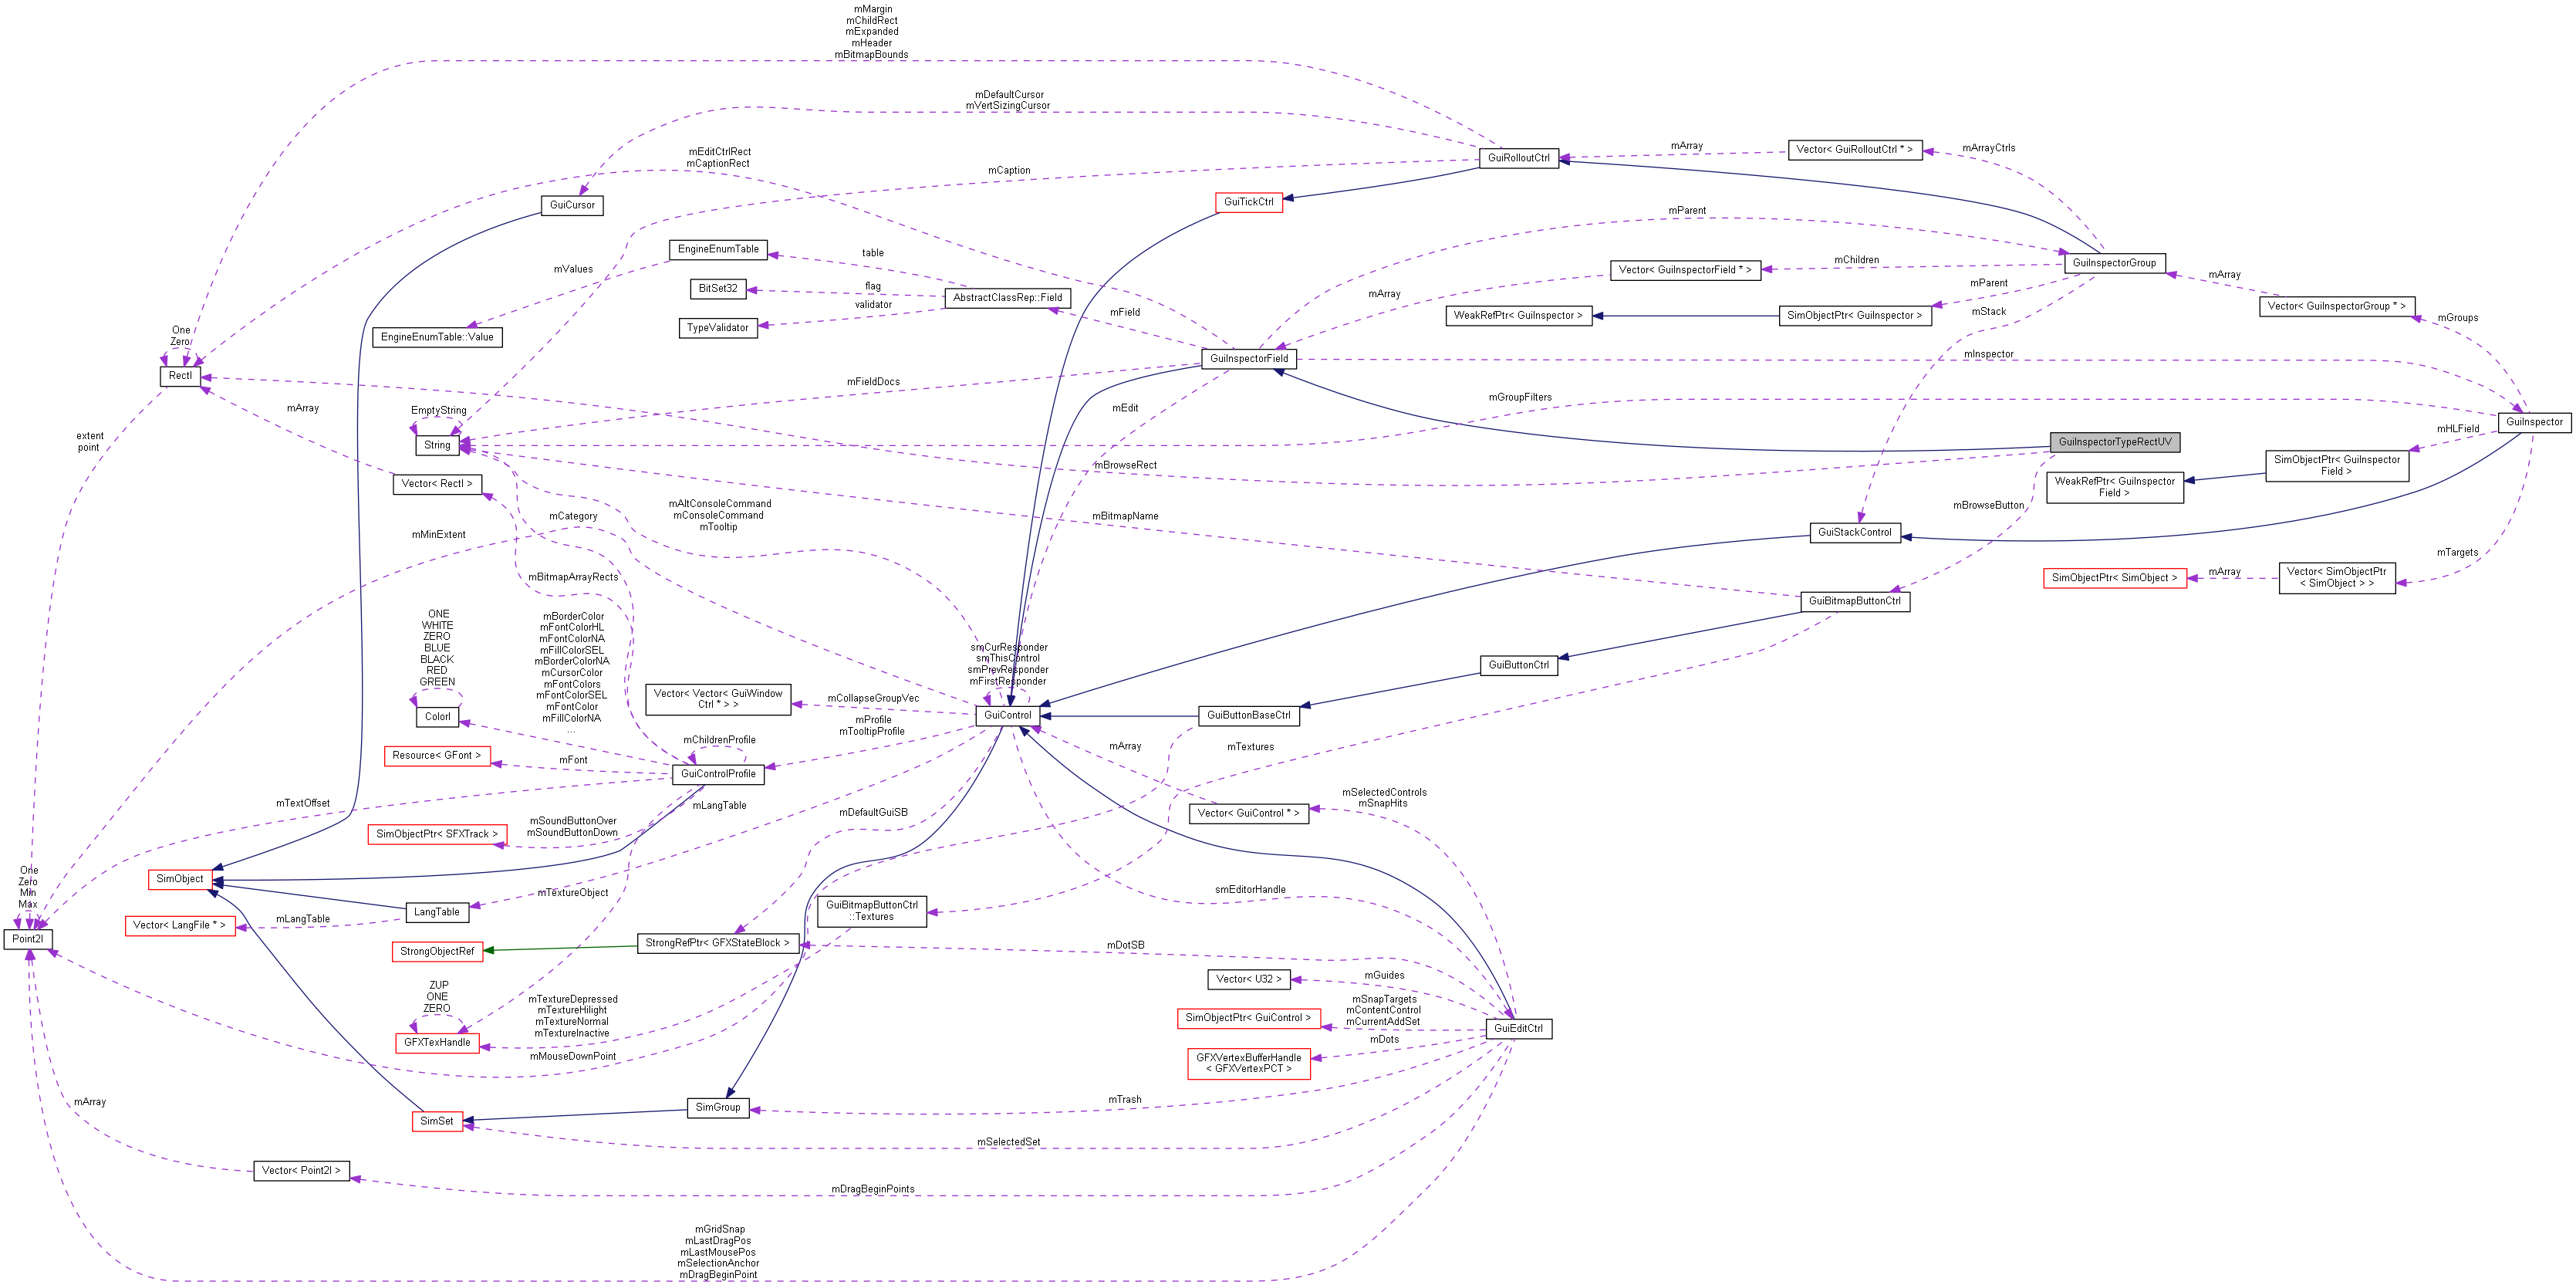 mMargin
mChildRect
mExpanded
mHeader
mBitmapBounds
mDefaultCursor
mVertSizingCursor
mEditCtrlRect
mCaptionRect
mCaption
GuiRolloutCtrl
mArray
Vector< GuiRolloutCtrl * >
mArrayCtrls
GuiCursor
GuiTickCtrl
mParent
EngineEnumTable
table
mValues
BitSet32
flag
AbstractClassRep::Field
validator
TypeValidator
mField
EngineEnumTable::Value
Vector< GuiInspectorField * >
mChildren
GuiInspectorGroup
mArray
mParent
WeakRefPtr< GuiInspector >
SimObjectPtr< GuiInspector >
mStack
mArray
Vector< GuiInspectorGroup * >
mGroups
One
Zero
RectI
GuiInspectorField
mInspector
mFieldDocs
mEdit
mGroupFilters
mArray
EmptyString
String
extent
point
Vector< RectI >
mBrowseRect
GuiInspectorTypeRectUV
GuiInspector
mHLField
SimObjectPtr< GuiInspector
Field >
WeakRefPtr< GuiInspector
Field >
mBrowseButton
mMinExtent
mCategory
mAltConsoleCommand
mConsoleCommand
mTooltip
mBitmapName
GuiStackControl
mTargets
mBitmapArrayRects
SimObjectPtr< SimObject >
mArray
Vector< SimObjectPtr
< SimObject > >
GuiBitmapButtonCtrl
ONE
WHITE
ZERO
BLUE
BLACK
RED
GREEN
ColorI
mBorderColor
mFontColorHL
mFontColorNA
mFillColorSEL
mBorderColorNA
mCursorColor
mFontColors
mFontColorSEL
mFontColor
mFillColorNA
...
smCurResponder
smThisControl
smPrevResponder
mFirstResponder
GuiButtonCtrl
Vector< Vector< GuiWindow
Ctrl * > >
mCollapseGroupVec
GuiControl
GuiButtonBaseCtrl
mProfile
mTooltipProfile
mChildrenProfile
Resource< GFont >
mFont
GuiControlProfile
mArray
mTextures
mTextOffset
mLangTable
mDefaultGuiSB
mSelectedControls
mSnapHits
Vector< GuiControl * >
SimObjectPtr< SFXTrack >
mSoundButtonOver
mSoundButtonDown
SimObject
mTextureObject
smEditorHandle
One
Zero
Min
Max
Point2I
Vector< LangFile * >
mLangTable
LangTable
GuiBitmapButtonCtrl
::Textures
StrongObjectRef
StrongRefPtr< GFXStateBlock >
mDotSB
Vector< U32 >
mGuides
ZUP
ONE
ZERO
GFXTexHandle
mTextureDepressed
mTextureHilight
mTextureNormal
mTextureInactive
mMouseDownPoint
SimObjectPtr< GuiControl >
mSnapTargets
mContentControl
mCurrentAddSet
GuiEditCtrl
mDots
GFXVertexBufferHandle
< GFXVertexPCT >
mArray
SimSet
SimGroup
mTrash
mSelectedSet
Vector< Point2I >
mDragBeginPoints
mGridSnap
mLastDragPos
mLastMousePos
mSelectionAnchor
mDragBeginPoint